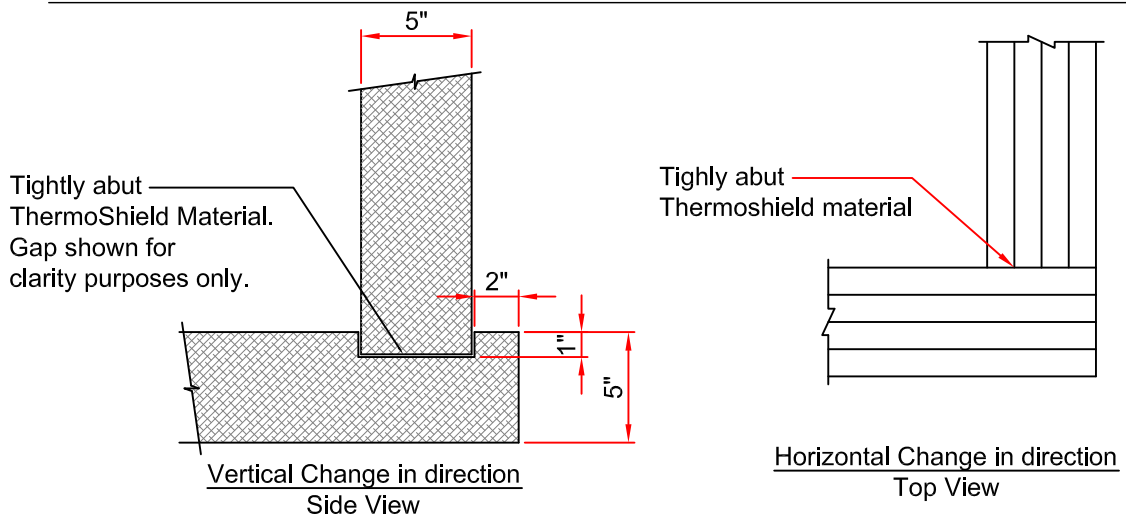 5"
Tightly abut
ThermoShield Material.
Gap shown for
clarity purposes only.
2"
1"
5"
Vertical Change in direction
Side View
Tighly abut
Thermoshield material
Horizontal Change in direction
Top View